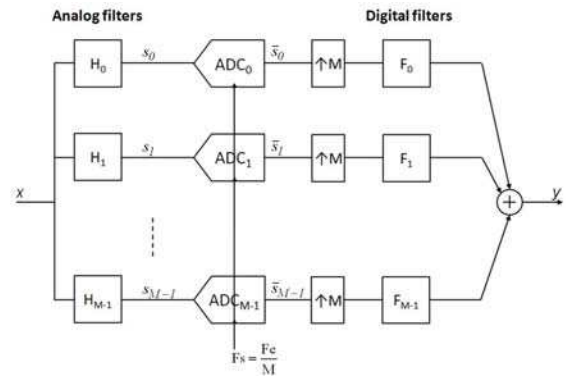 Analog filters Digital filters
H0 s0 ADC0 s̄0 ↑M F0
H1 s1 ADC1 s̄1 ↑M F1
x + y
HM-1 sM-1 ADCM-1 s̄M-1 ↑M FM-1
Fs = Fe/M